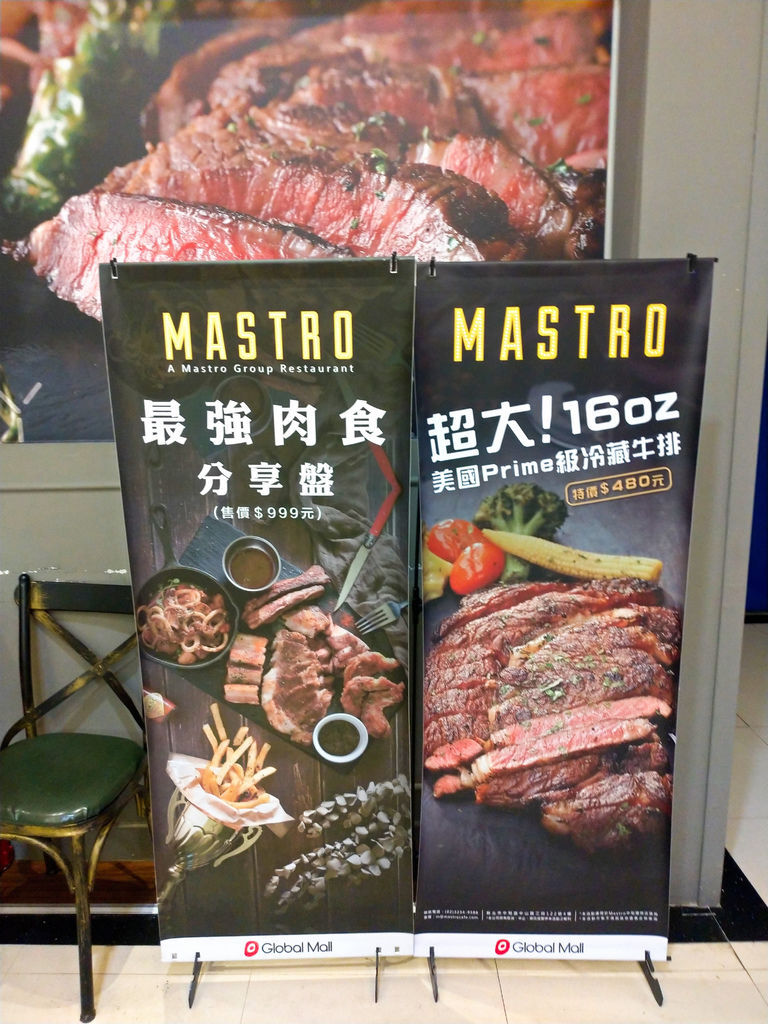 MASTRO
A Mastro Group Restaurant
最強肉食
分享盤
(售價$999元)
Global Mall
MASTRO
超大!16oz
美國Prime級冷藏牛排
特價$480元
Global Mall